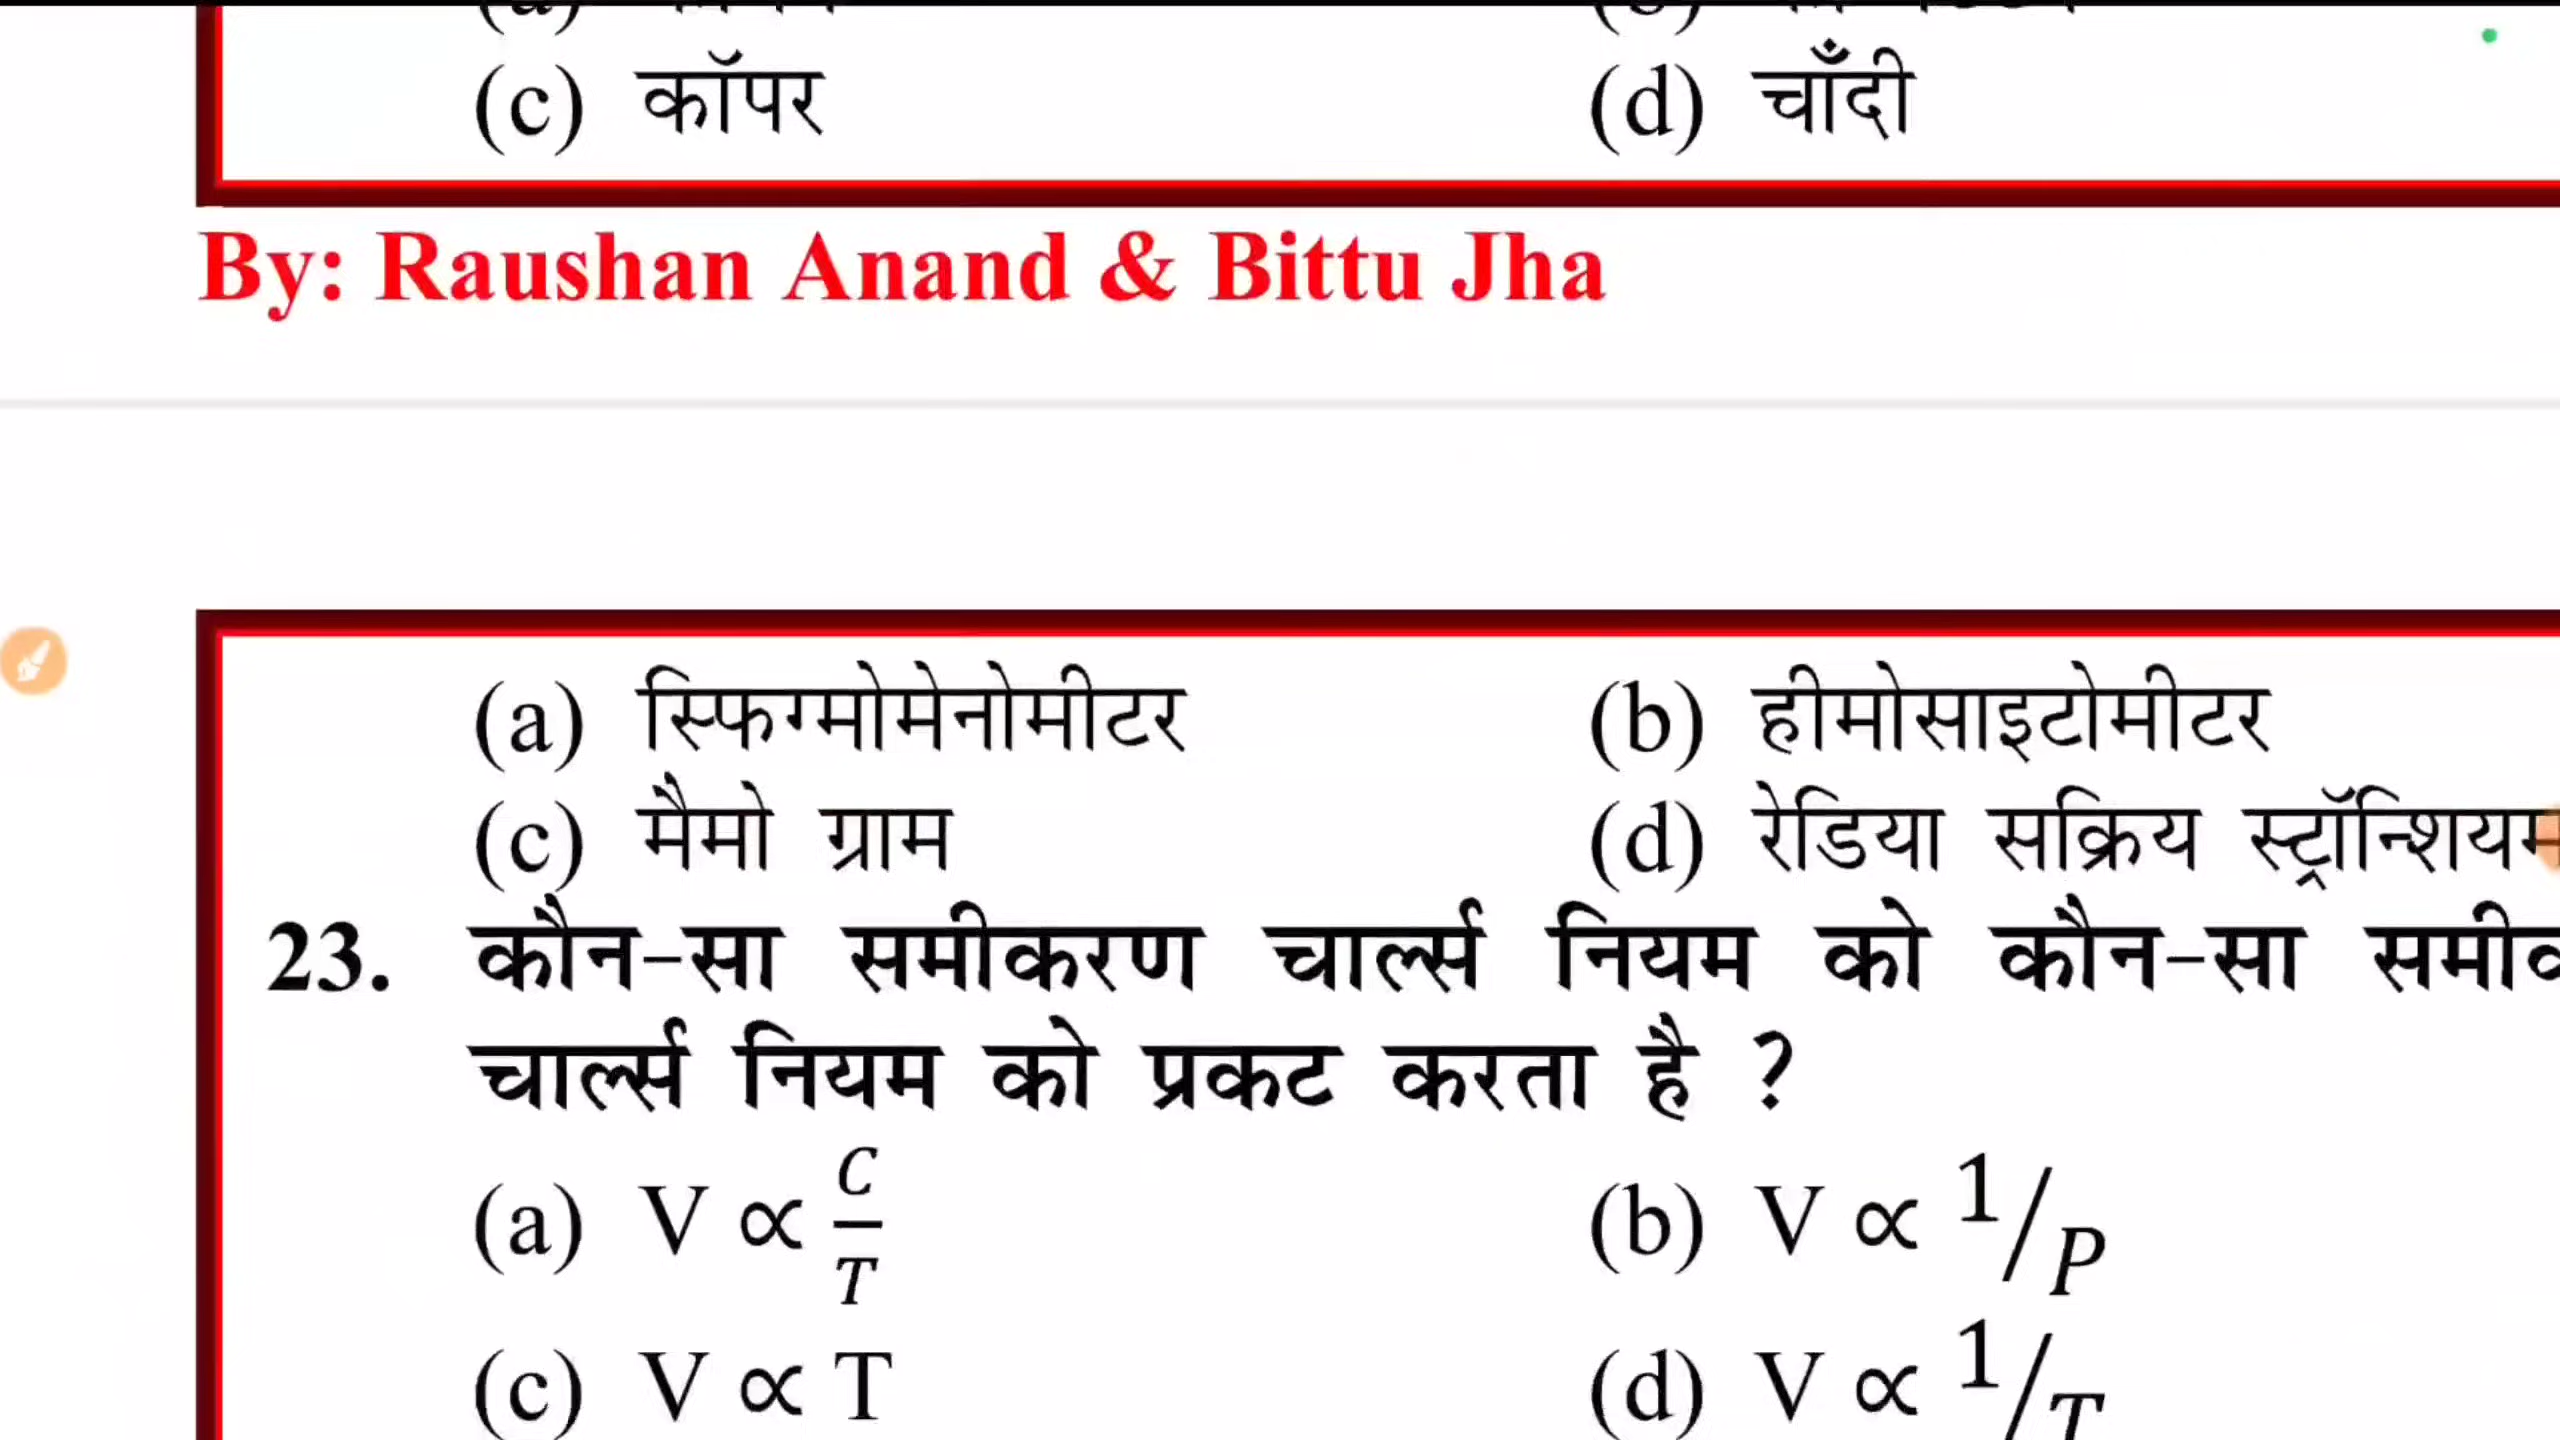 (c) कॉपर (d) चाँदी
By: Raushan Anand & Bittu Jha
(a) स्फिग्मोमेनोमीटर (b) हीमोसाइटोमीटर
(c) मैमो ग्राम (d) रेडिया सक्रिय स्ट्रॉन्शियम
23. कौन-सा समीकरण चार्ल्स नियम को कौन-सा
चार्ल्स नियम को प्रकट करता है ?
(a) V ∝ C/T (b) V ∝ 1/P
(c) V ∝ T (d) V ∝ 1/T